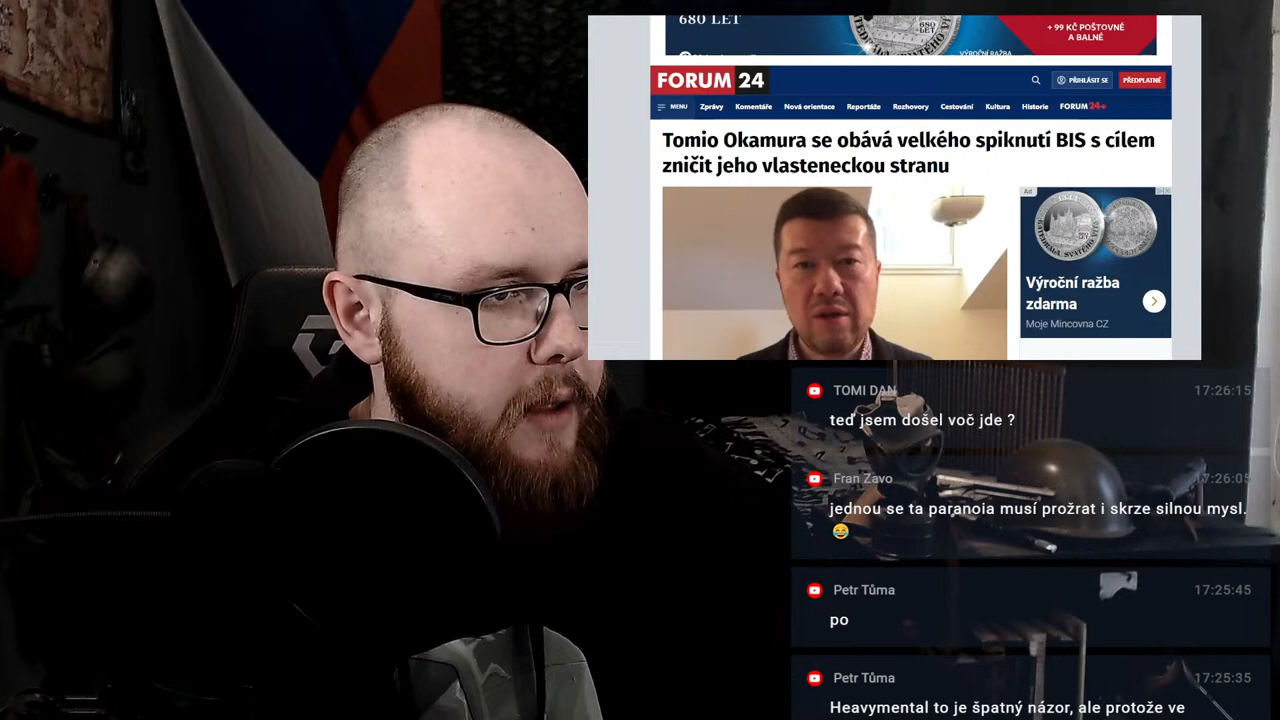 680 LET
+ 99 KČ POŠTOVNÉ
A BALNÉ
VÝROČNÍ RAŽBA
FORUM 24
PŘIHLÁSIT SE
PŘEDPLATNÉ
MENU Zprávy Komentáře Nová orientace Reportáže Rozhovory Cestování Kultura Historie FORUM 24+
Tomio Okamura se obává velkého spiknutí BIS s cílem
zničit jeho vlasteneckou stranu
Ad
Výroční ražba
zdarma
Moje Mincovna CZ
TOMI DAN 17:26:15
teď jsem došel voč jde ?
Fran Zavo 17:26:05
jednou se ta paranoia musí prožrat i skrze silnou mysl.
😂
Petr Tůma 17:25:45
po
Petr Tůma 17:25:35
Heavymental to je špatný názor, ale protože ve